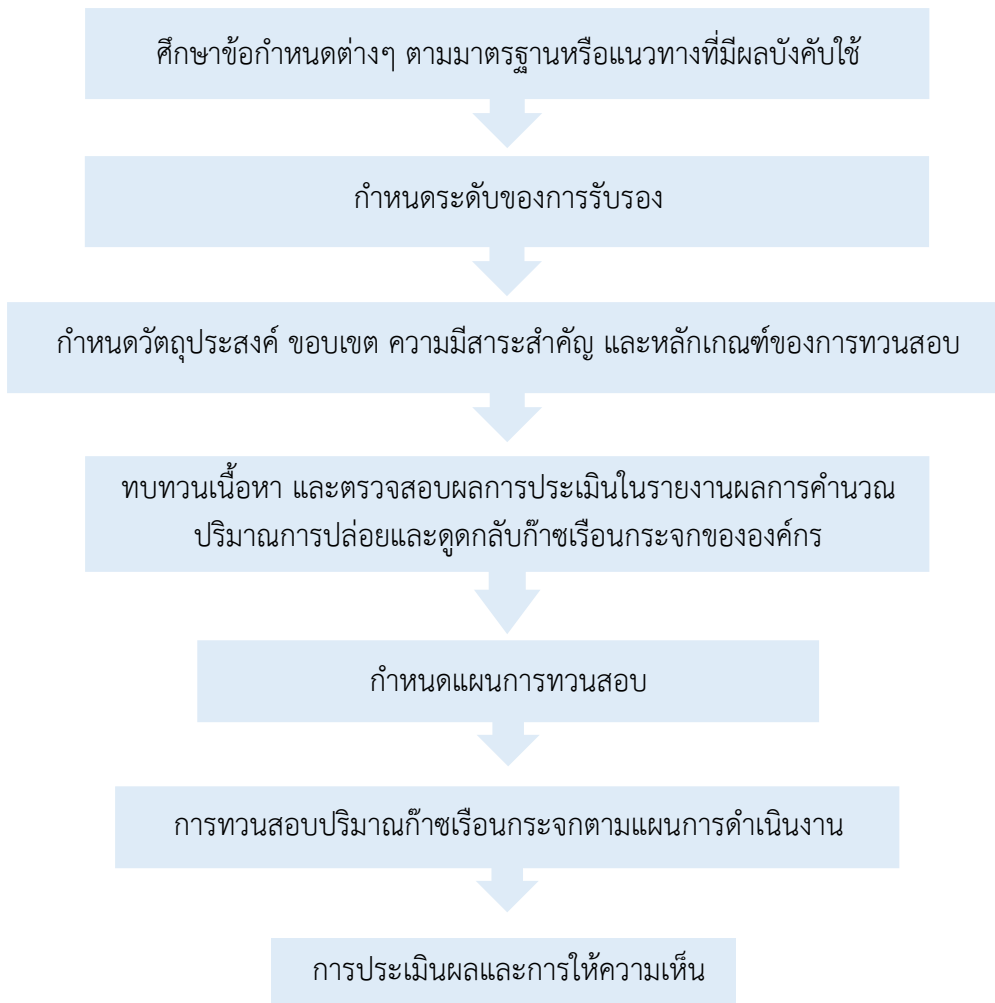 ศึกษาข้อกำหนดต่างๆ ตามมาตรฐานหรือแนวทางที่มีผลบังคับใช้
กำหนดระดับของการรับรอง
กำหนดวัตถุประสงค์ ขอบเขต ความมีสาระสำคัญ และหลักเกณฑ์ของการทวนสอบ
ทบทวนเนื้อหา และตรวจสอบผลการประเมินในรายงานผลการคำนวณ
ปริมาณการปล่อยและดูดกลับก๊าซเรือนกระจกขององค์กร
กำหนดแผนการทวนสอบ
การทวนสอบปริมาณก๊าซเรือนกระจกตามแผนการดำเนินงาน
การประเมินผลและการให้ความเห็น